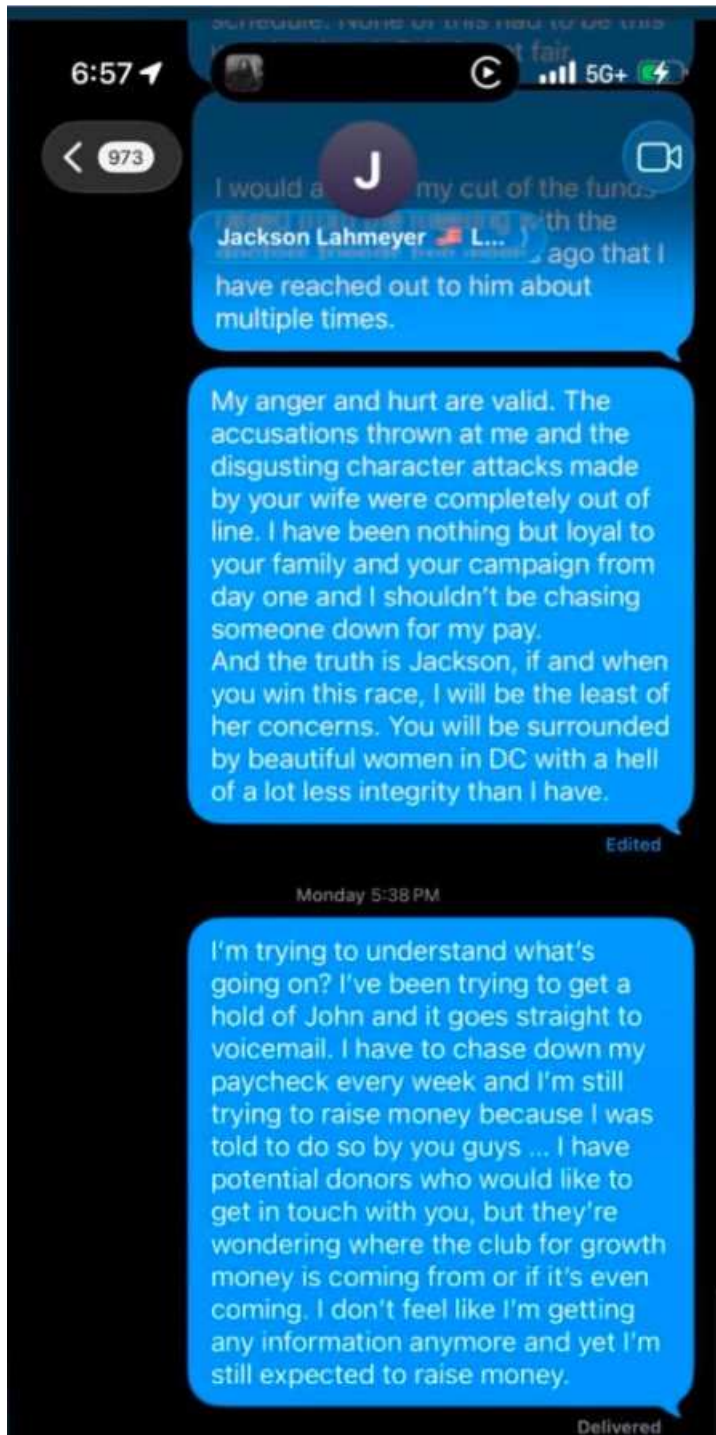 schedule. None of this had to be this
t fair.
6:57
5G+
973
J
I would a my cut of the funds
with the
Jackson Lahmeyer 🇺🇸 L...
ago that I
have reached out to him about
multiple times.
My anger and hurt are valid. The
accusations thrown at me and the
disgusting character attacks made
by your wife were completely out of
line. I have been nothing but loyal to
your family and your campaign from
day one and I shouldn't be chasing
someone down for my pay.
And the truth is Jackson, if and when
you win this race, I will be the least of
her concerns. You will be surrounded
by beautiful women in DC with a hell
of a lot less integrity than I have.
Edited
Monday 5:38 PM
I'm trying to understand what's
going on? I've been trying to get a
hold of John and it goes straight to
voicemail. I have to chase down my
paycheck every week and I'm still
trying to raise money because I was
told to do so by you guys ... I have
potential donors who would like to
get in touch with you, but they're
wondering where the club for growth
money is coming from or if it's even
coming. I don't feel like I'm getting
any information anymore and yet I'm
still expected to raise money.
Delivered